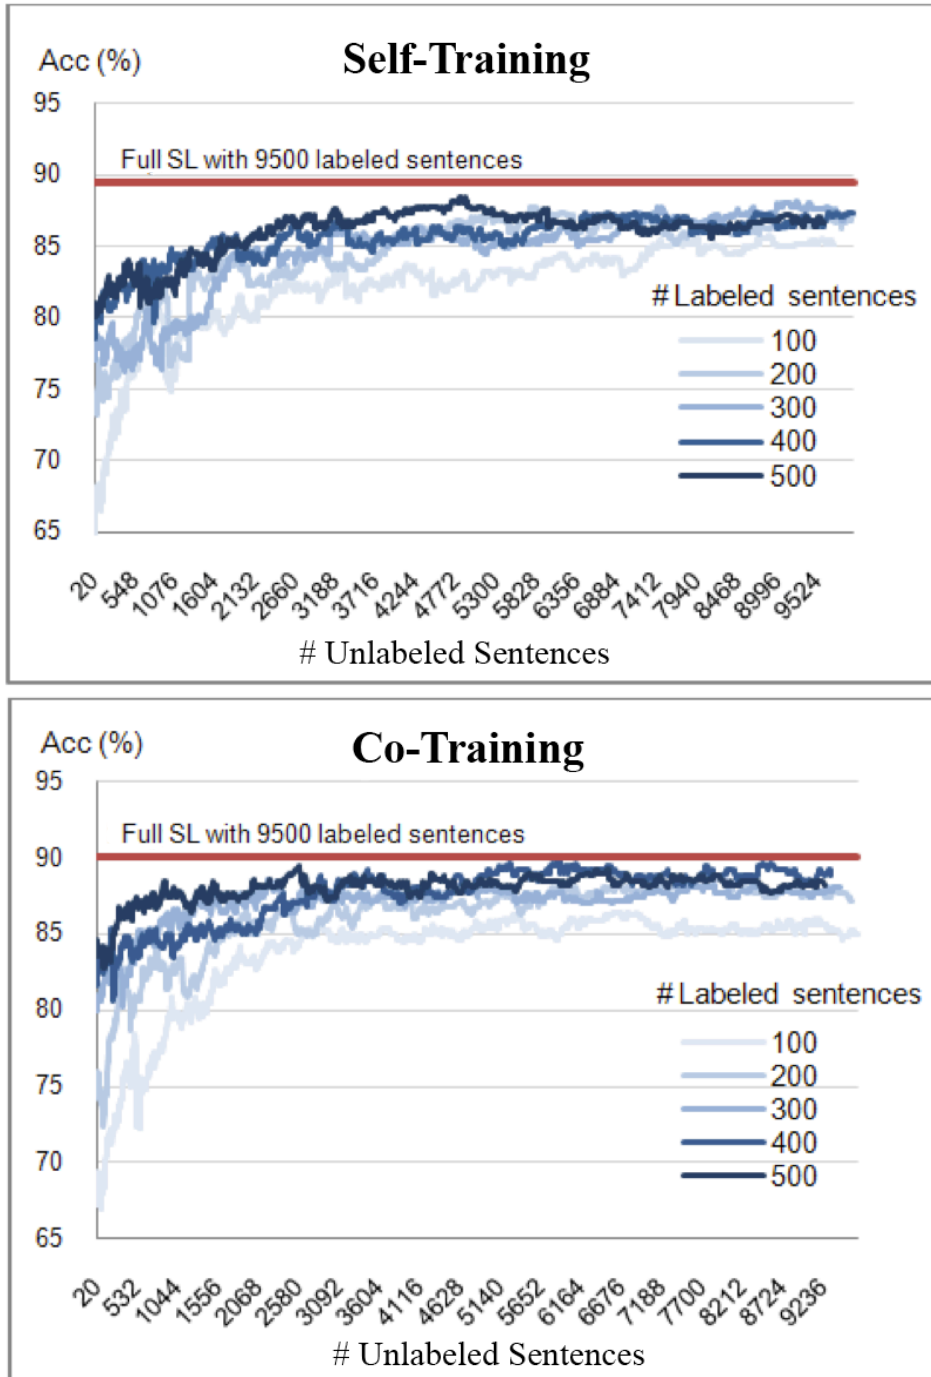 Self-Training
Acc (%)
95
Full SL with 9500 labeled sentences
90
85
80
# Labeled sentences
100
75
200
300
70
400
500
65
20 548 1076 1604 2132 2660 3188 3716 4244 4772 5300 5828 6356 6884 7412 7940 8468 8996 9524
# Unlabeled Sentences
Co-Training
Acc (%)
95
Full SL with 9500 labeled sentences
90
85
80
# Labeled sentences
100
75
200
300
70
400
500
65
20 532 1044 1556 2068 2580 3092 3604 4116 4628 5140 5652 6164 6676 7188 7700 8212 8724 9236
# Unlabeled Sentences